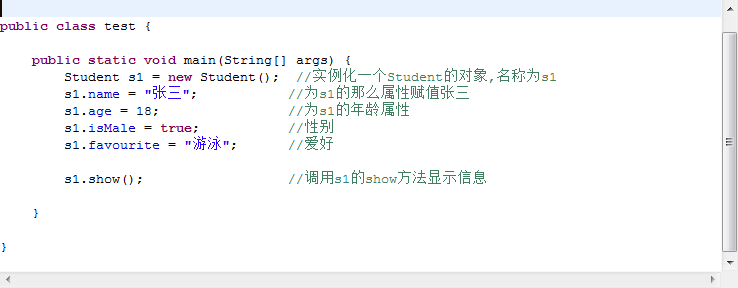 public class test {
public static void main(String[] args) {
Student s1 = new Student();  //实例化一个Student的对象,名称为s1
s1.name = "张三";            //为s1的那么属性赋值张三
s1.age = 18;                //为s1的年龄属性
s1.isMale = true;           //性别
s1.favourite = "游泳";       //爱好
s1.show();                  //调用s1的show方法显示信息
}
}